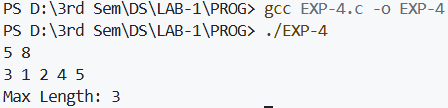 PS D:\3rd Sem\DS\LAB-1\PROG> gcc EXP-4.c -o EXP-4
PS D:\3rd Sem\DS\LAB-1\PROG> ./EXP-4
5 8
3 1 2 4 5
Max Length: 3